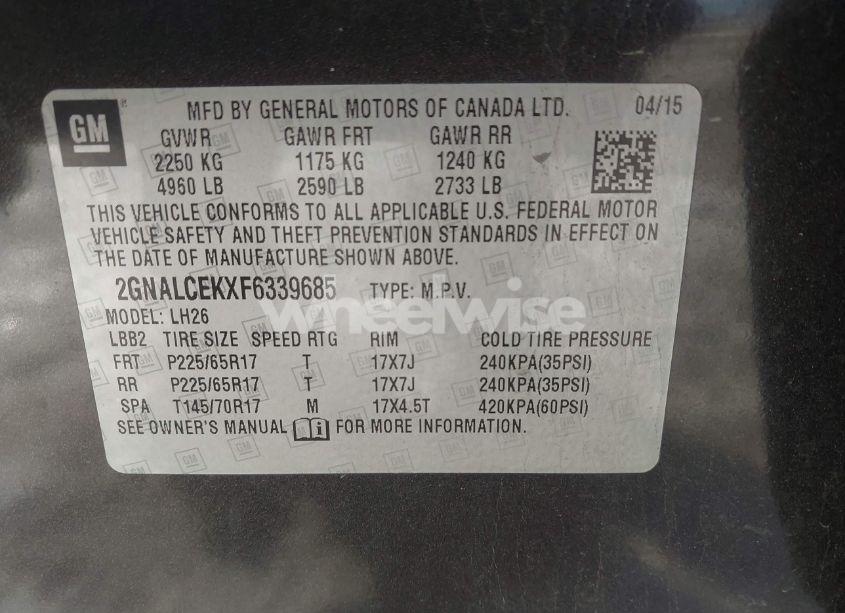 GM
MFD BY GENERAL MOTORS OF CANADA LTD. 04/15
GVWR GAWR FRT GAWR RR
2250 KG 1175 KG 1240 KG
4960 LB 2590 LB 2733 LB
THIS VEHICLE CONFORMS TO ALL APPLICABLE U.S. FEDERAL MOTOR
VEHICLE SAFETY AND THEFT PREVENTION STANDARDS IN EFFECT ON
THE DATE OF MANUFACTURE SHOWN ABOVE.
2GNALCEKXF6339685 TYPE: M.P.V.
wheelwise
MODEL: LH26
LBB2 TIRE SIZE SPEED RTG RIM COLD TIRE PRESSURE
FRT P225/65R17 T 17X7J 240KPA(35PSI)
RR P225/65R17 T 17X7J 240KPA(35PSI)
SPA T145/70R17 M 17X4.5T 420KPA(60PSI)
SEE OWNER'S MANUAL FOR MORE INFORMATION.